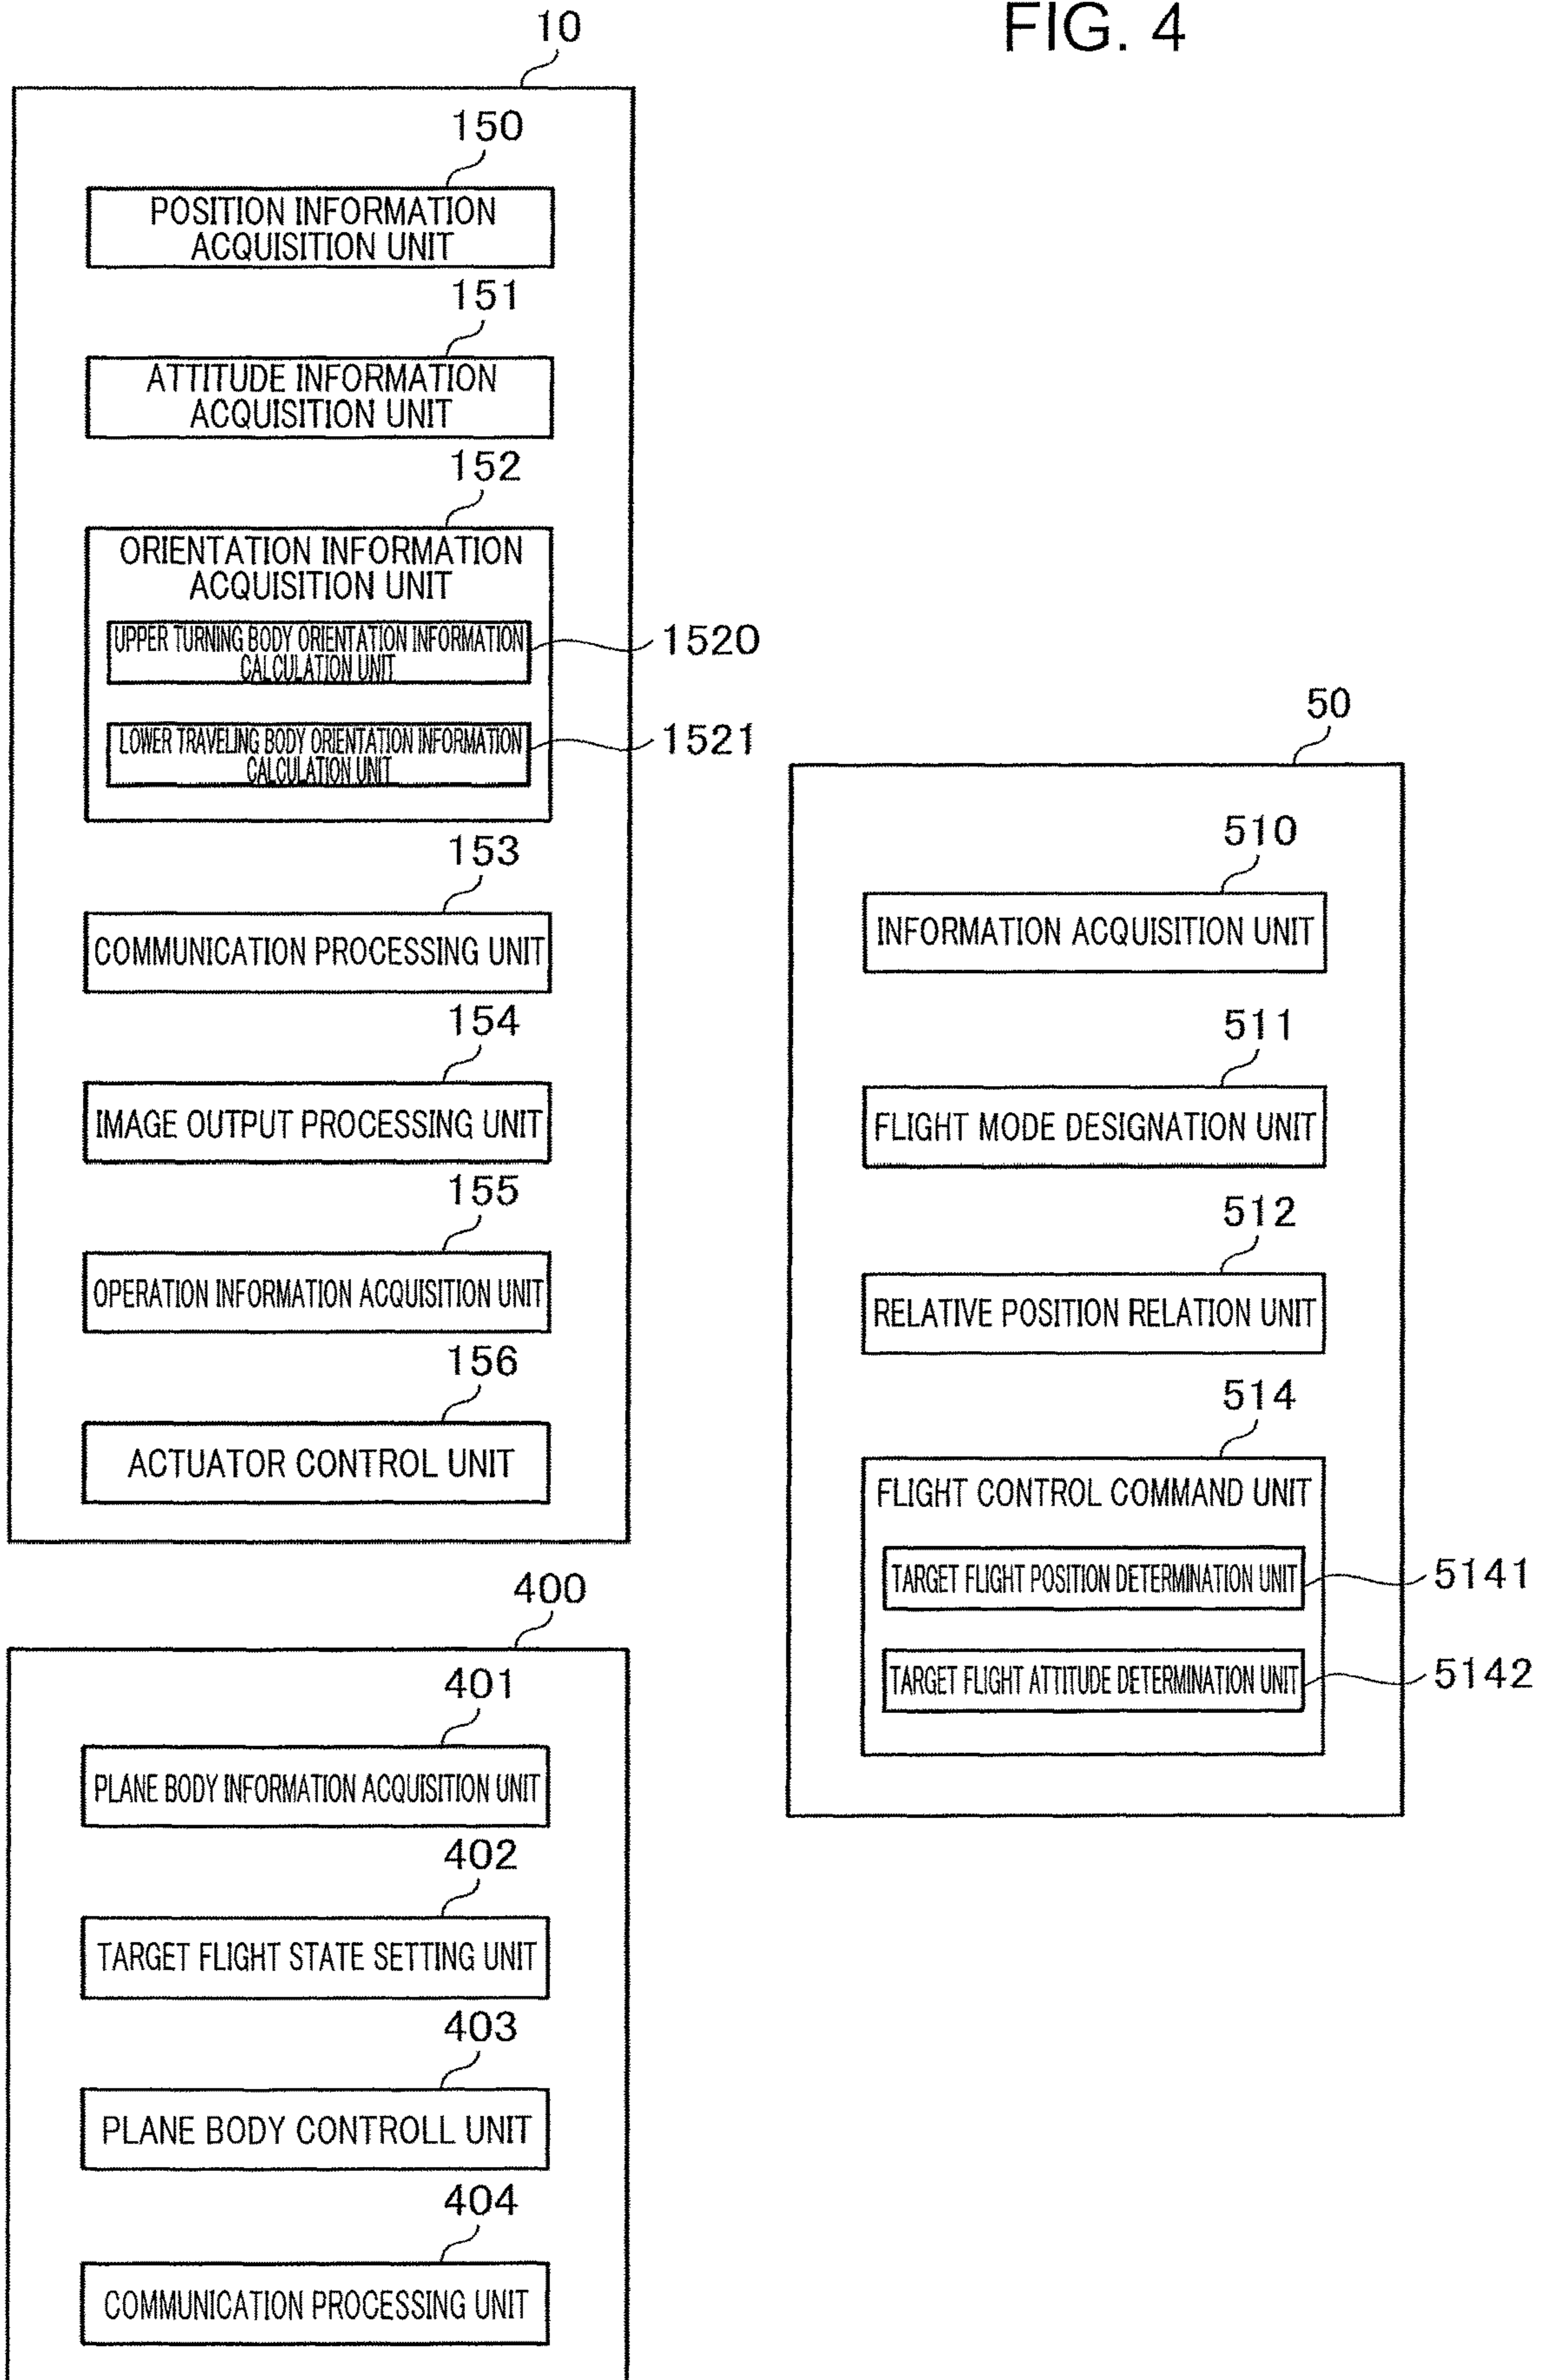 FIG. 4
10
150
POSITION INFORMATION
ACQUISITION UNIT
151
ATTITUDE INFORMATION
ACQUISITION UNIT
152
ORIENTATION INFORMATION
ACQUISITION UNIT
UPPER TURNING BODY ORIENTATION INFORMATION
CALCULATION UNIT
1520
LOWER TRAVELING BODY ORIENTATION INFORMATION
CALCULATION UNIT
1521
153
COMMUNICATION PROCESSING UNIT
154
IMAGE OUTPUT PROCESSING UNIT
155
OPERATION INFORMATION ACQUISITION UNIT
156
ACTUATOR CONTROL UNIT
400
401
PLANE BODY INFORMATION ACQUISITION UNIT
402
TARGET FLIGHT STATE SETTING UNIT
403
PLANE BODY CONTROLL UNIT
404
COMMUNICATION PROCESSING UNIT
50
510
INFORMATION ACQUISITION UNIT
511
FLIGHT MODE DESIGNATION UNIT
512
RELATIVE POSITION RELATION UNIT
514
FLIGHT CONTROL COMMAND UNIT
TARGET FLIGHT POSITION DETERMINATION UNIT
5141
TARGET FLIGHT ATTITUDE DETERMINATION UNIT
5142